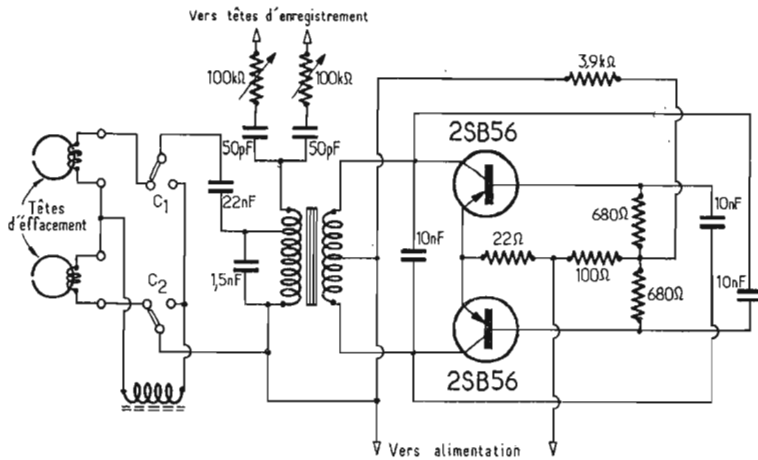 Vers têtes d'enregistrement
100kΩ
100kΩ
3,9kΩ
50pF
50pF
2SB56
C1
22nF
Têtes
d'effacement
680Ω
10nF
10nF
22Ω
100Ω
1,5nF
C2
680Ω
10nF
2SB56
Vers alimentation